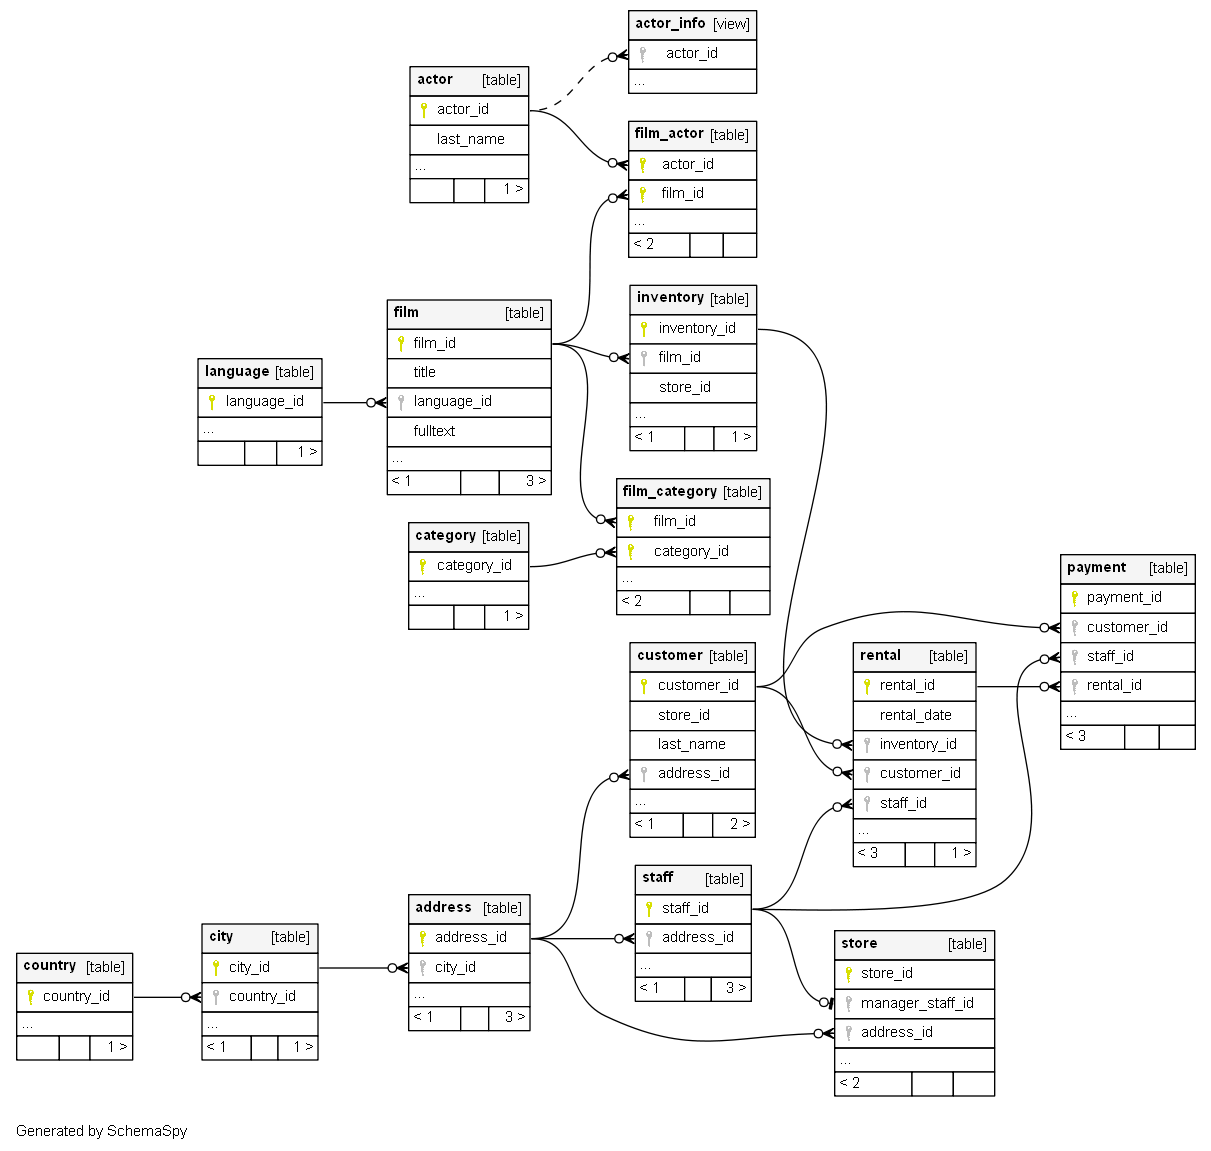 actor_info [view]
actor_id
...
actor [table]
actor_id
last_name
...
1 >
film_actor [table]
actor_id
film_id
...
< 2
inventory [table]
inventory_id
film_id
store_id
...
< 1 1 >
film [table]
film_id
title
language_id
fulltext
...
< 1 3 >
language [table]
language_id
...
1 >
film_category [table]
film_id
category_id
...
< 2
category [table]
category_id
...
1 >
payment [table]
payment_id
customer_id
staff_id
rental_id
...
< 3
customer [table]
customer_id
store_id
last_name
address_id
...
< 1 2 >
rental [table]
rental_id
rental_date
inventory_id
customer_id
staff_id
...
< 3 1 >
staff [table]
staff_id
address_id
...
< 1 3 >
address [table]
address_id
city_id
...
< 1 3 >
city [table]
city_id
country_id
...
< 1 1 >
country [table]
country_id
...
1 >
store [table]
store_id
manager_staff_id
address_id
...
< 2
Generated by SchemaSpy